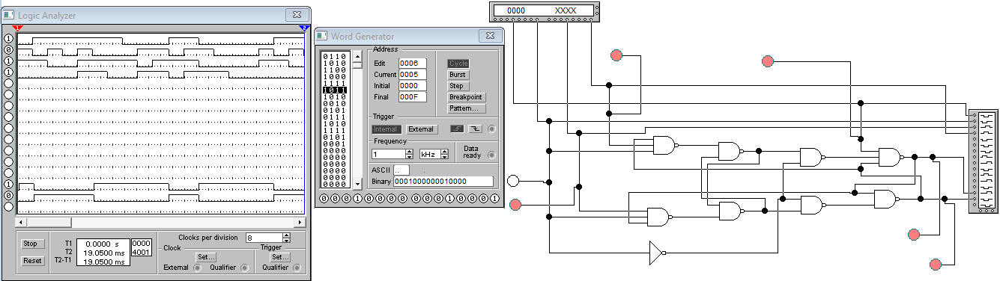 Logic Analyzer
1
2
1
0
1
1
1
0
Stop
Reset
T1
T2
T2-T1
0.0000 s
19.0500 ms
19.0500 ms
0000
4001
Clocks per division
8
Clock
Set...
External
Qualifier
Trigger
Set...
Qualifier
Word Generator
0110
1010
1100
1000
1111
1011
1010
0010
0101
0111
1010
1111
0101
0001
0000
0000
0000
0000
0000
0000
Address
Edit
0006
Current
0005
Initial
0000
Final
000F
Cycle
Burst
Step
Breakpoint
Pattern...
Trigger
Internal
External
Frequency
1
kHz
Data
ready
ASCII
..
Binary
0001000000010000
0 0 0 1 0 0 0 0 0 0 0 1 0 0 0 1
0000 XXXX